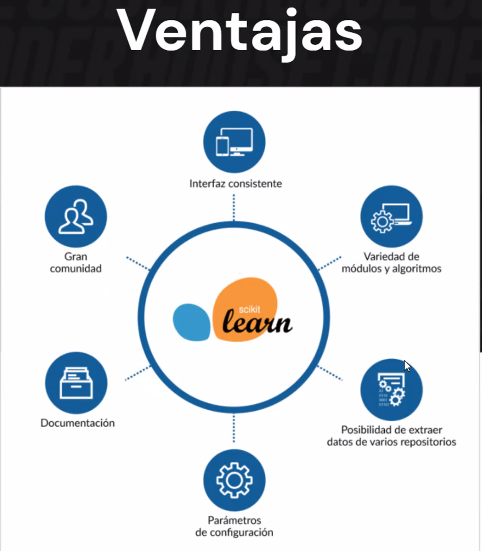 Ventajas
Interfaz consistente
Gran
comunidad
Variedad de
módulos y algoritmos
scikit
learn
Documentación
Posibilidad de extraer
datos de varios repositorios
Parámetros
de configuración